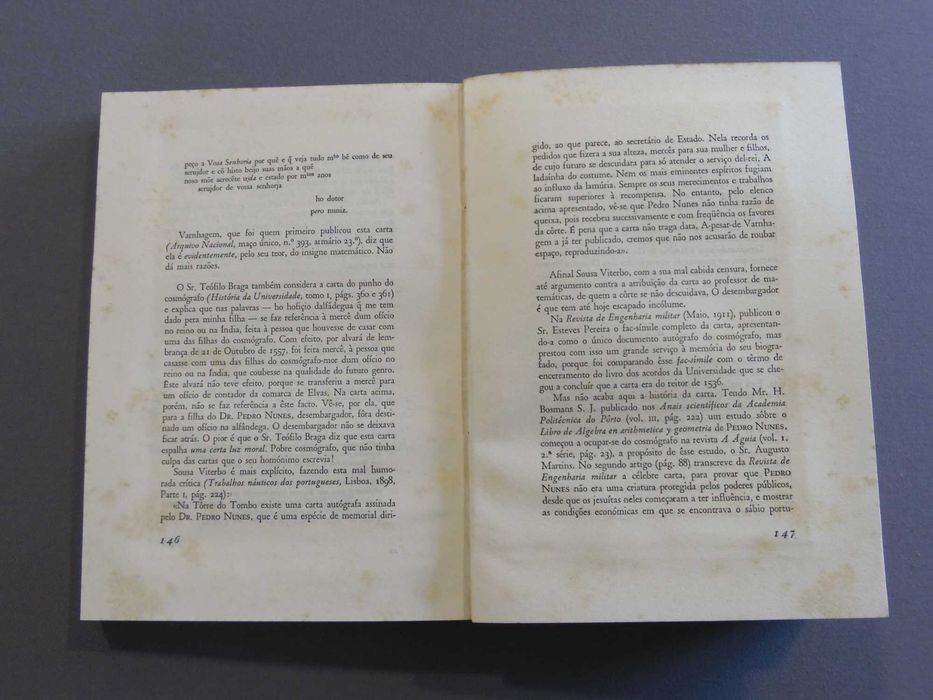 peço a Vosa Senhoria por quê e q̃ veja tudo mᵗᵒ bẽ como de seu
serujdor e cõ histo beijo suas mãos a quẽ
noso snõr acrecẽte vjda e estado por mᵗᵒˢ anos
serujdor de vossa senhorja
ho dotor
pero nuniz.
Varnhagem, que foi quem primeiro publicou esta carta
(Arquivo Nacional, maço único, n.º 393, armário 23.º), diz que
ela é evidentemente, pelo seu teor, do insigne matemático. Não
dá mais razões.
O Sr. Teófilo Braga também considera a carta do punho do
cosmógrafo (História da Universidade, tomo I, págs. 360 e 361)
e explica que nas palavras — ho hofiçio dalfãdegua q̃ me tem
dado pera minha filha — se faz referência à mercê dum ofício
no reino ou na Índia, feita à pessoa que houvesse de casar com
uma das filhas do cosmógrafo. Com efeito, por alvará de lem-
brança de 21 de Outubro de 1557, foi feita mercê, à pessoa que
casasse com uma das filhas do cosmógrafo-mor dum ofício no
reino ou na Índia, que coubesse na qualidade do futuro genro.
Êste alvará não teve efeito, porque se transferiu a mercê para
um ofício de contador da comarca de Elvas. Na carta acima,
porém, não se faz referência a êste facto. Vê-se, por ela, que
para a filha do DR. PEDRO NUNES, desembargador, fôra desti-
nado um ofício na alfândega. O desembargador não se deixava
ficar atrás. O pior é que o Sr. Teófilo Braga diz que esta carta
espalha uma certa luz moral. Pobre cosmógrafo, que não tinha
culpa das cartas que o seu homónimo escrevia!
Sousa Viterbo é mais explícito, fazendo esta mal humo-
rada crítica (Trabalhos náuticos dos portugueses, Lisboa, 1898,
Parte I, pág. 224):
«Na Tôrre do Tombo existe uma carta autógrafa assinada
pelo DR. PEDRO NUNES, que é uma espécie de memorial diri-
146
gido, ao que parece, ao secretário de Estado. Nela recorda os
pedidos que fizera a sua alteza, mercês para sua mulher e filhos,
de cujo futuro se descuidara para só atender o serviço del-rei, A
ladaínha do costume. Nem os mais eminentes espíritos fugiam
ao influxo da lamúria. Sempre os seus merecimentos e trabalhos
ficaram superiores à recompensa. No entanto, pelo elenco
acima apresentado, vê-se que Pedro Nunes não tinha razão de
queixa, pois recebeu sucessivamente e com freqüência os favores
da côrte. É pena que a carta não traga data, A-pesar-de Varnha-
gem a já ter publicado, cremos que não nos acusarão de roubar
espaço, reproduzindo-a».
Afinal Sousa Viterbo, com a sua mal cabida censura, fornece
até argumento contra a atribuição da carta ao professor de ma-
temáticas, de quem a côrte se não descuidava. O desembargador
é que tem até hoje escapado incólume.
Na Revista de Engenharia militar (Maio, 1911), publicou o
Sr. Esteves Pereira o fac-símile completo da carta, apresentan-
do-a como o único documento autógrafo do cosmógrafo, mas
prestou com isso um grande serviço à memória do seu biogra-
fado, porque foi comparando êsse fac-símile com o têrmo de
encerramento do livro dos acordos da Universidade que se che-
gou a concluír que a carta era do reitor de 1536.
Mas não acaba aqui a história da carta. Tendo Mr. H.
Bosmans S. J. publicado nos Anais scientíficos da Academia
Politécnica do Pôrto (vol. III, pág. 222) um estudo sôbre o
Libro de Algebra en arithmetica y geometria de PEDRO NUNES,
começou a ocupar-se do cosmógrafo na revista A Águia (vol. 1,
2.ª série, pág. 23), a propósito de êsse estudo, o Sr. Augusto
Martins. No segundo artigo (pág. 88) transcreve da Revista de
Engenharia militar a célebre carta, para provar que PEDRO
NUNES não era uma criatura protegida pelos poderes públicos,
desde que os jesuítas neles começaram a ter influência, e mostrar
as condições económicas em que se encontrava o sábio portu-
147